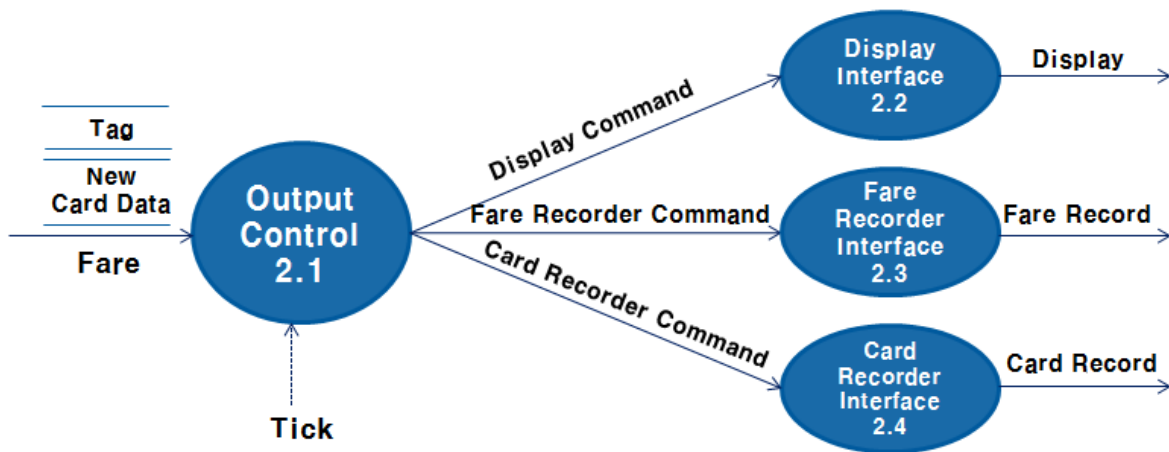 Tag
New
Card Data
Fare
Output
Control
2.1
Tick
Display Command
Fare Recorder Command
Card Recorder Command
Display
Interface
2.2
Display
Fare
Recorder
Interface
2.3
Fare Record
Card
Recorder
Interface
2.4
Card Record